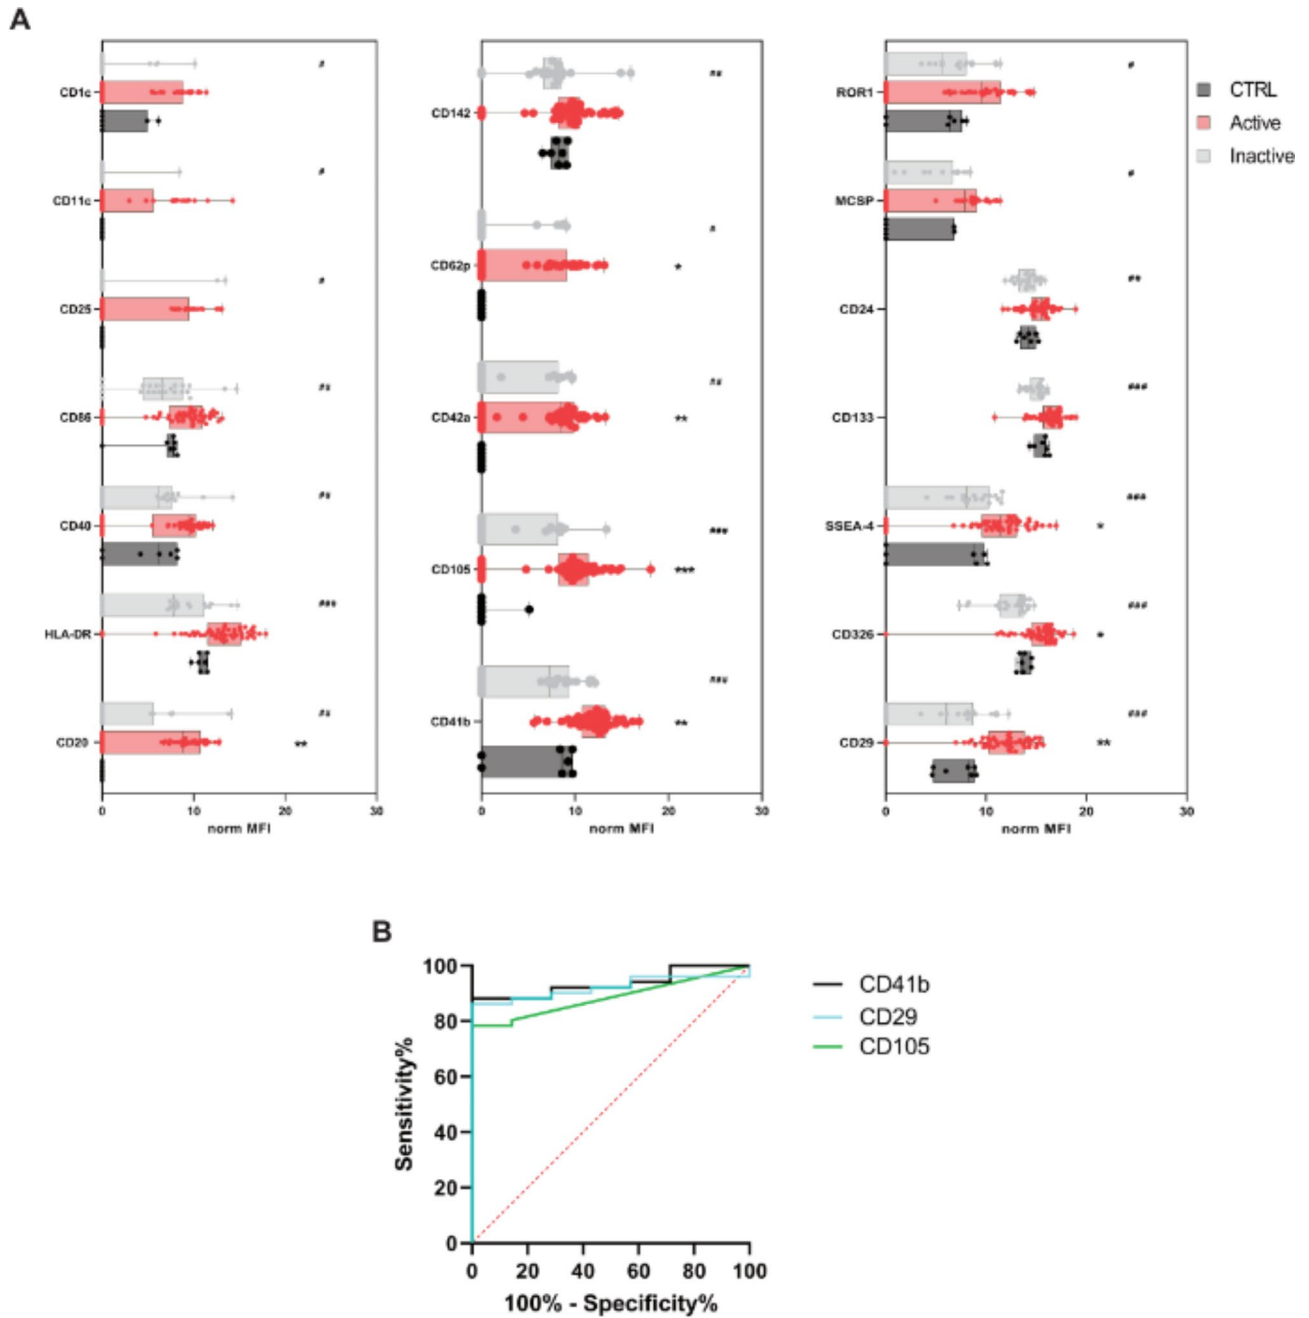 A
CD1c
#
CD11c
#
CD25
#
CD86
##
CD40
##
HLA-DR
###
CD20
##
**
0
10
20
30
norm MFI
CD142
##
CD62p
#
*
CD42a
##
**
CD105
###
***
CD41b
###
**
0
10
20
30
norm MFI
ROR1
#
MCSP
#
CD24
##
CD133
###
SSEA-4
###
*
CD326
###
*
CD29
###
**
0
10
20
30
norm MFI
CTRL
Active
Inactive
B
Sensitivity%
100
80
60
40
20
0
0 20 40 60 80 100
100% - Specificity%
CD41b
CD29
CD105